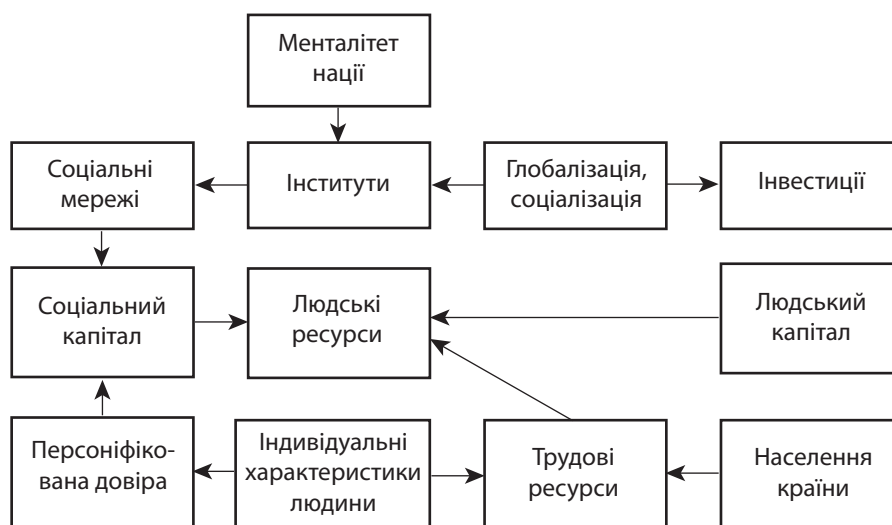 Менталітет
нації
Соціальні
мережі
Інститути
Глобалізація,
соціалізація
Інвестиції
Соціальний
капітал
Людські
ресурси
Людський
капітал
Персоніфіко-
вана довіра
Індивідуальні
характеристики
людини
Трудові
ресурси
Населення
країни